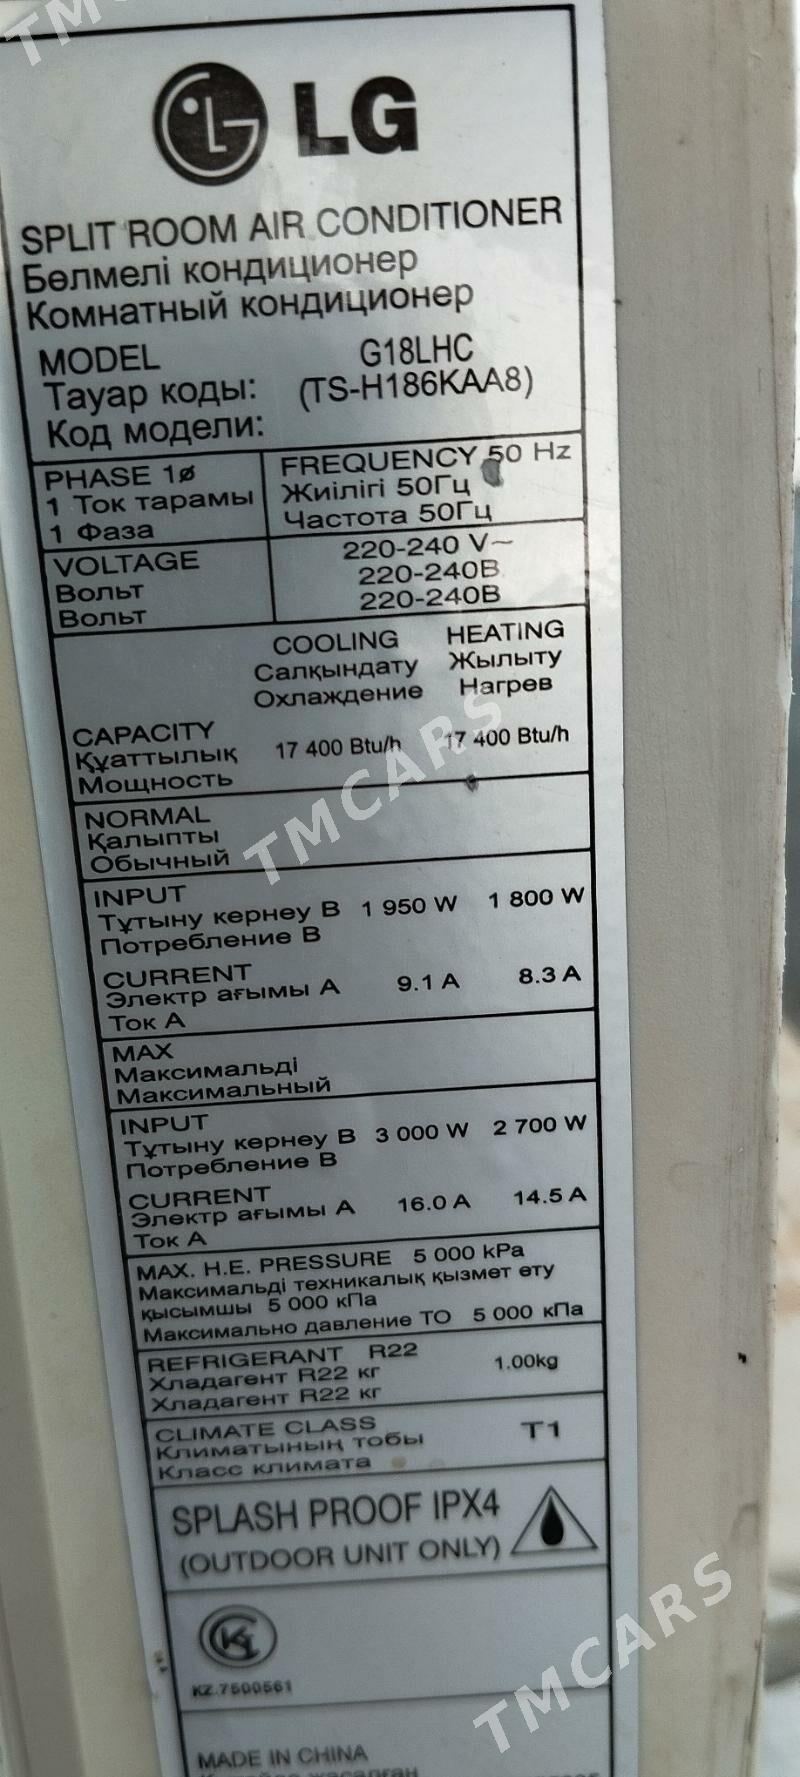 TMCARS
LG
SPLIT ROOM AIR CONDITIONER
Бөлмелі кондиционер
Комнатный кондиционер
MODEL G18LHC
Тауар коды: (TS-H186KAA8)
Код модели:
PHASE 1ø FREQUENCY 50 Hz
1 Ток тарамы Жиілігі 50Гц
1 Фаза Частота 50Гц
VOLTAGE 220-240 V~
Вольт 220-240В
Вольт 220-240В
COOLING HEATING
Салқындату Жылыту
Охлаждение Нагрев
CAPACITY
Қуаттылық 17 400 Btu/h 17 400 Btu/h
Мощность
NORMAL
Қалыпты
Обычный
TMCARS
INPUT
Тұтыну кернеу В 1 950 W 1 800 W
Потребление В
CURRENT
Электр ағымы А 9.1 A 8.3 A
Ток А
MAX
Максимальді
Максимальный
INPUT
Тұтыну кернеу В 3 000 W 2 700 W
Потребление В
CURRENT
Электр ағымы А 16.0 A 14.5 A
Ток А
MAX. H.E. PRESSURE 5 000 kPa
Максимальді техникалық қызмет ету
қысымшы 5 000 кПа
Максимально давление ТО 5 000 кПа
REFRIGERANT R22 1.00kg
Хладагент R22 кг
Хладагент R22 кг
CLIMATE CLASS T1
Климатының тобы
Класс климата
SPLASH PROOF IPX4
(OUTDOOR UNIT ONLY)
KZ.7500561
TMCARS
MADE IN CHINA